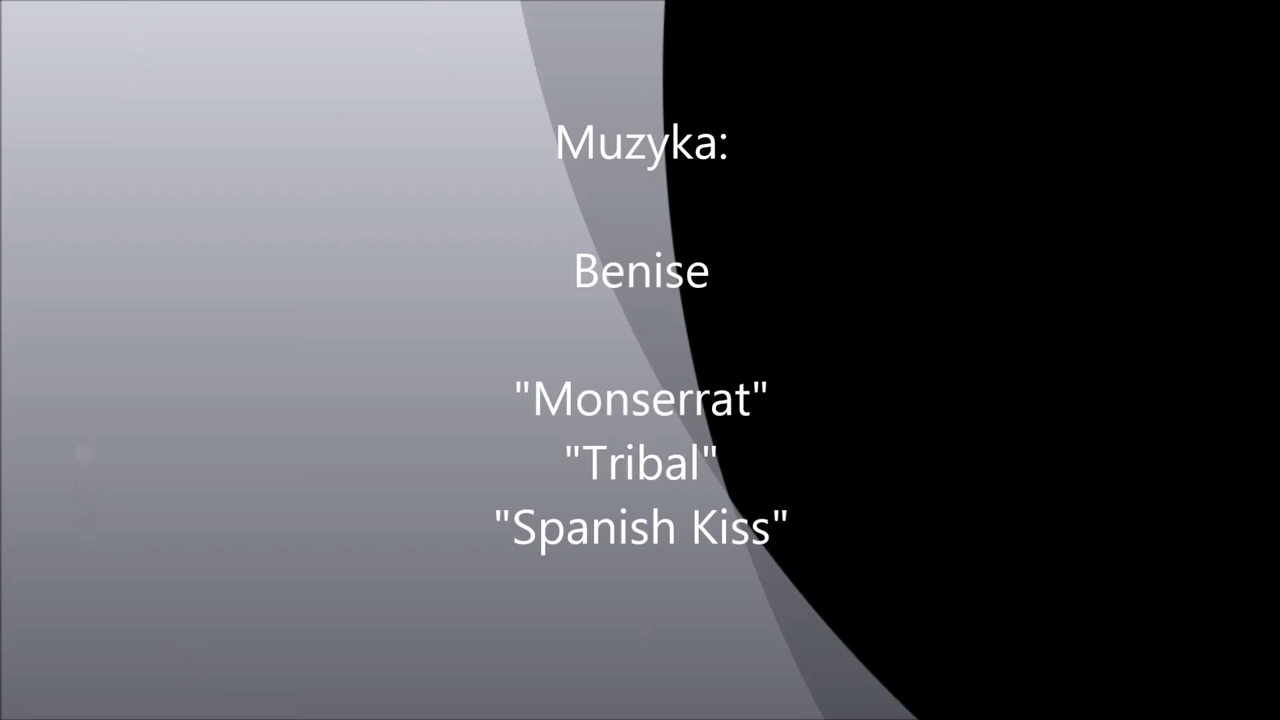 Muzyka:
Benise
"Monserrat"
"Tribal"
"Spanish Kiss"